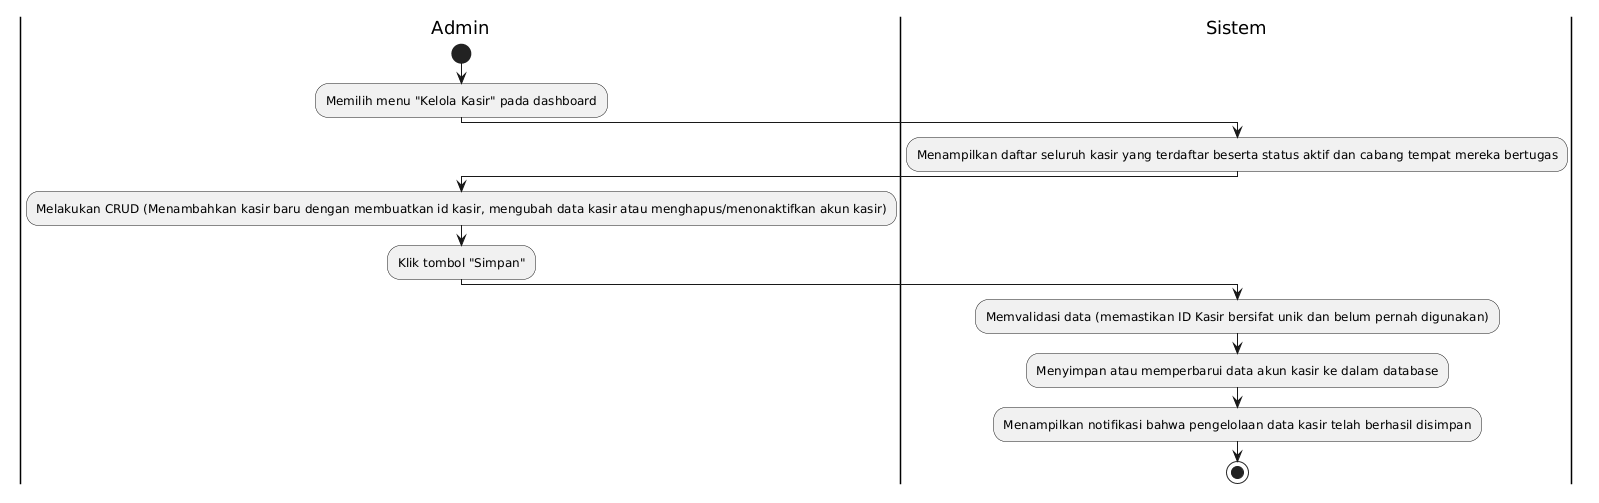 Admin
Sistem
Memilih menu "Kelola Kasir" pada dashboard
Menampilkan daftar seluruh kasir yang terdaftar beserta status aktif dan cabang tempat mereka bertugas
Melakukan CRUD (Menambahkan kasir baru dengan membuatkan id kasir, mengubah data kasir atau menghapus/menonaktifkan akun kasir)
Klik tombol "Simpan"
Memvalidasi data (memastikan ID Kasir bersifat unik dan belum pernah digunakan)
Menyimpan atau memperbarui data akun kasir ke dalam database
Menampilkan notifikasi bahwa pengelolaan data kasir telah berhasil disimpan